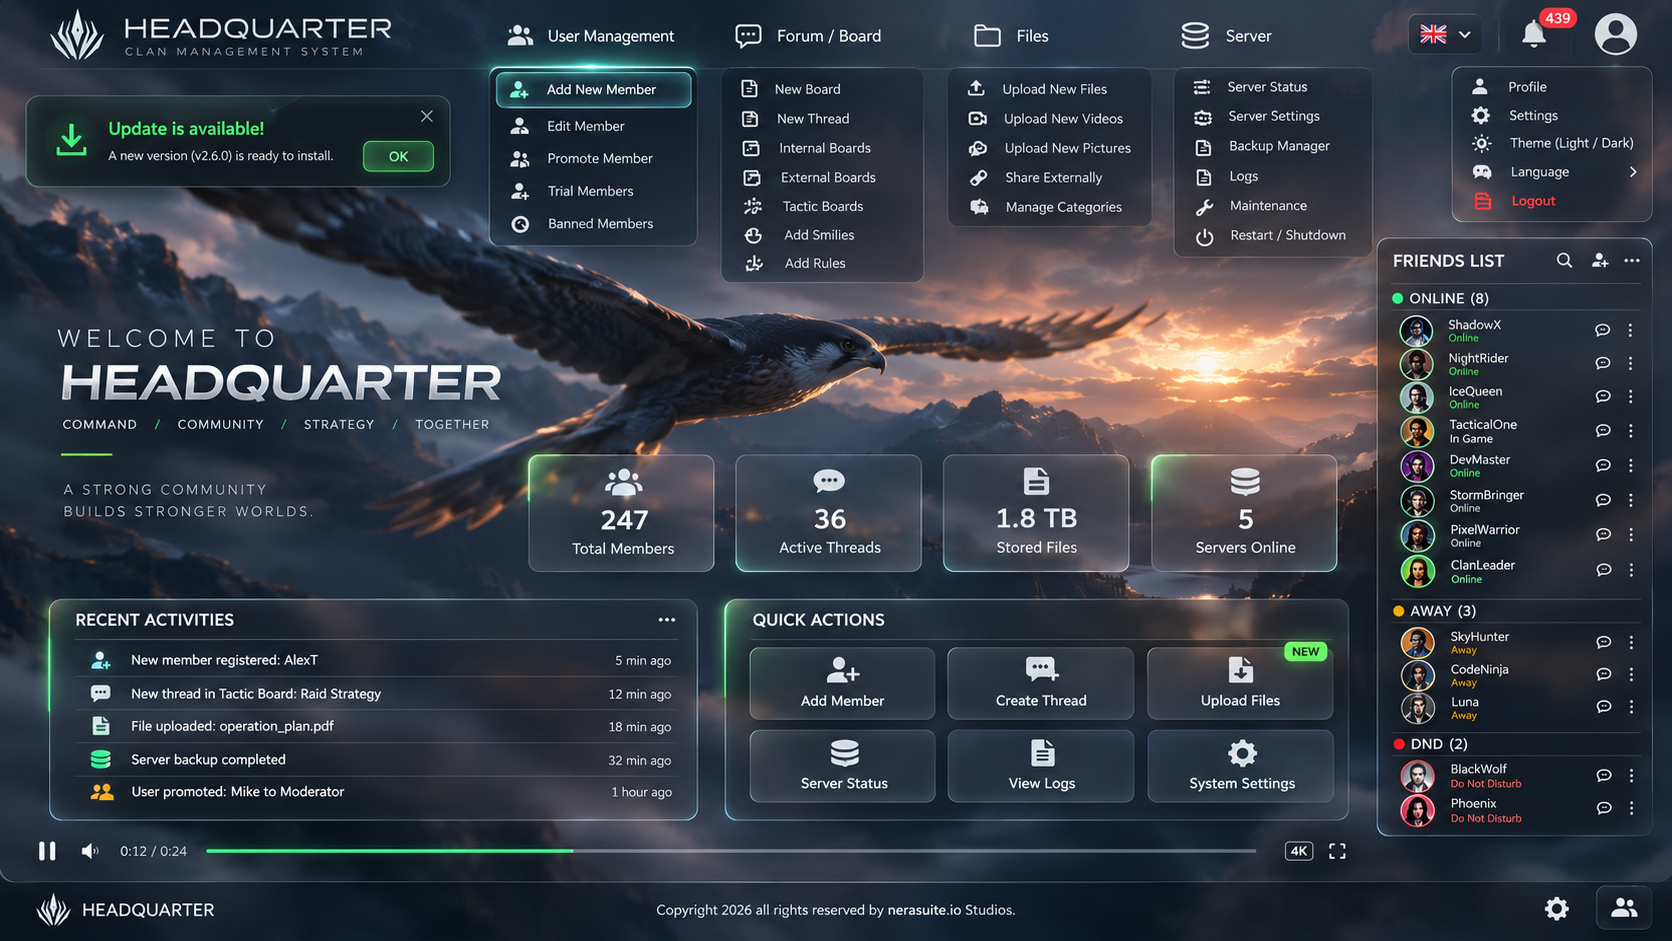 HEADQUARTER
CLAN MANAGEMENT SYSTEM
User Management
Forum / Board
Files
Server
439
Add New Member
Edit Member
Promote Member
Trial Members
Banned Members
New Board
New Thread
Internal Boards
External Boards
Tactic Boards
Add Smilies
Add Rules
Upload New Files
Upload New Videos
Upload New Pictures
Share Externally
Manage Categories
Server Status
Server Settings
Backup Manager
Logs
Maintenance
Restart / Shutdown
Profile
Settings
Theme (Light / Dark)
Language
Logout
Update is available!
A new version (v2.6.0) is ready to install.
OK
WELCOME TO
HEADQUARTER
COMMAND / COMMUNITY / STRATEGY / TOGETHER
A STRONG COMMUNITY
BUILDS STRONGER WORLDS.
247
Total Members
36
Active Threads
1.8 TB
Stored Files
5
Servers Online
RECENT ACTIVITIES
New member registered: AlexT 5 min ago
New thread in Tactic Board: Raid Strategy 12 min ago
File uploaded: operation_plan.pdf 18 min ago
Server backup completed 32 min ago
User promoted: Mike to Moderator 1 hour ago
QUICK ACTIONS
NEW
Add Member
Create Thread
Upload Files
Server Status
View Logs
System Settings
FRIENDS LIST
ONLINE (8)
ShadowX
Online
NightRider
Online
IceQueen
Online
TacticalOne
In Game
DevMaster
Online
StormBringer
Online
PixelWarrior
Online
ClanLeader
Online
AWAY (3)
SkyHunter
Away
CodeNinja
Away
Luna
Away
DND (2)
BlackWolf
Do Not Disturb
Phoenix
Do Not Disturb
0:12 / 0:24
4K
HEADQUARTER
Copyright 2026 all rights reserved by nerasuite.io Studios.